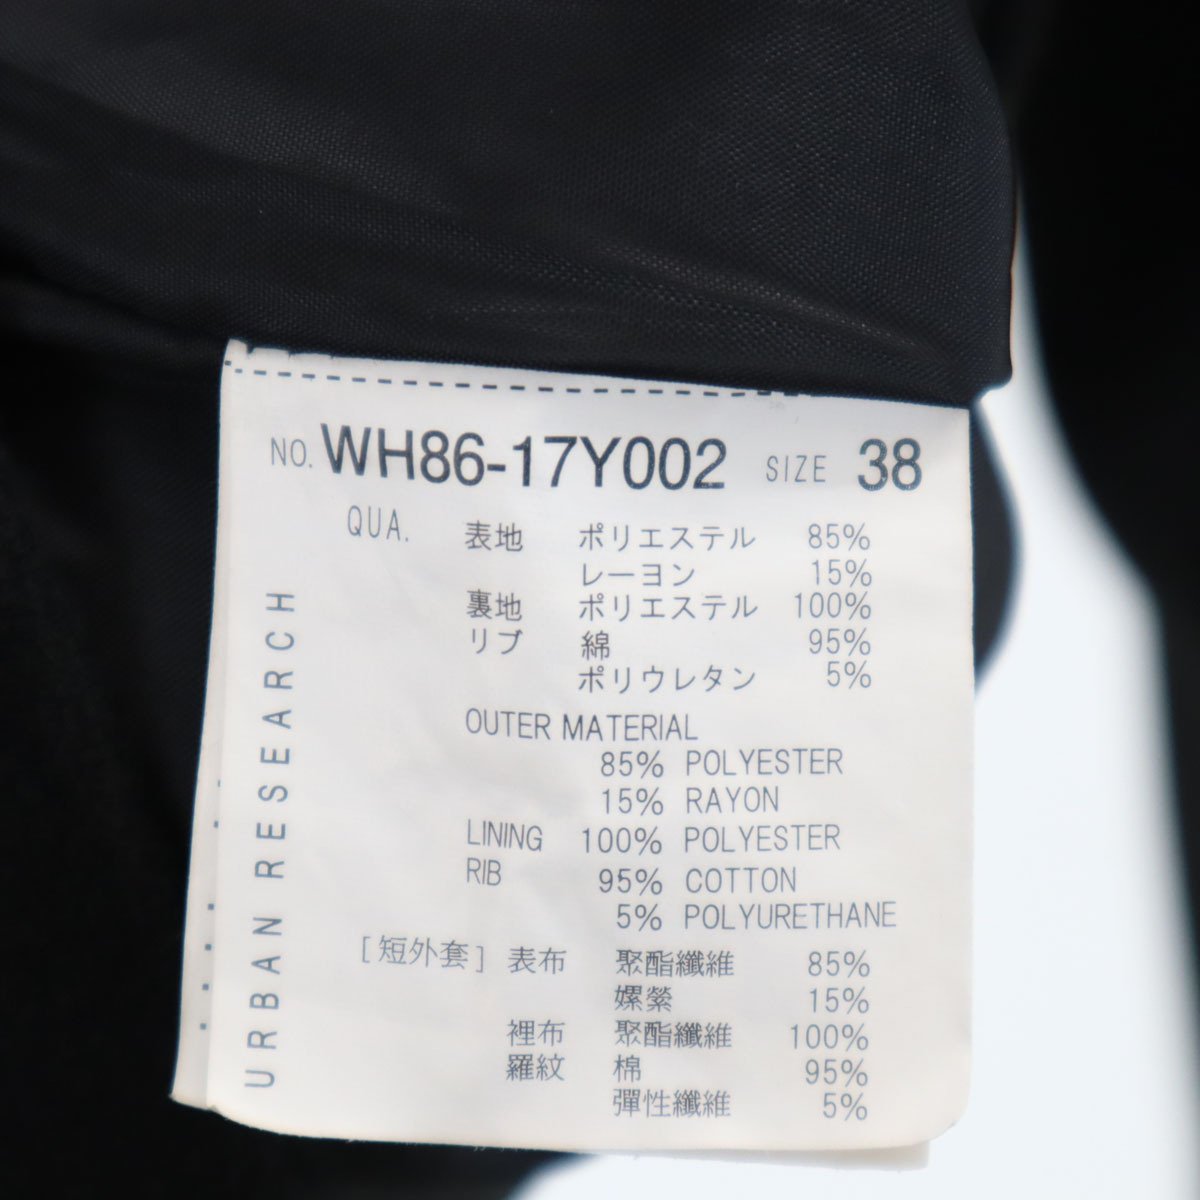 NO. WH86-17Y002 SIZE 38
QUA. 表地 ポリエステル 85%
レーヨン 15%
裏地 ポリエステル 100%
リブ 綿 95%
ポリウレタン 5%
OUTER MATERIAL
85% POLYESTER
15% RAYON
LINING 100% POLYESTER
RIB 95% COTTON
5% POLYURETHANE
[短外套] 表布 聚酯纖維 85%
嫘縈 15%
裡布 聚酯纖維 100%
羅紋 棉 95%
彈性纖維 5%
URBAN RESEARCH